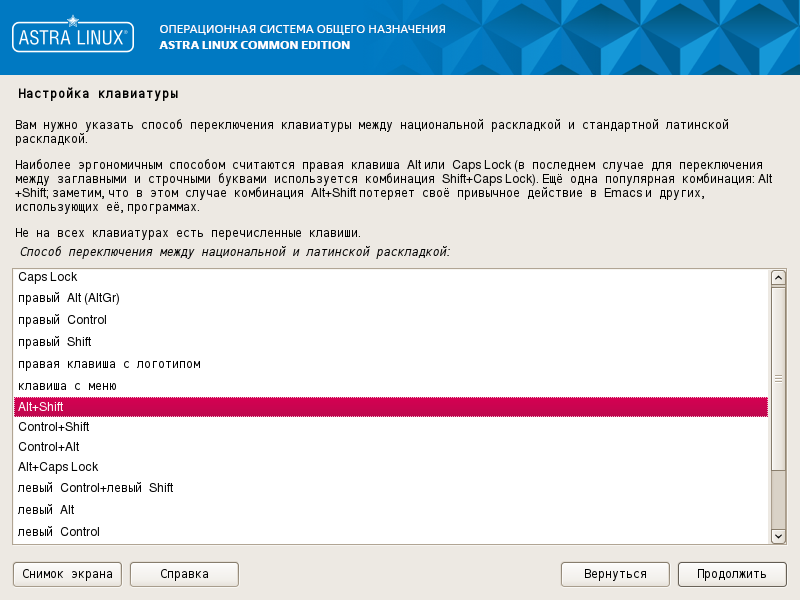 ASTRA LINUX®
ОПЕРАЦИОННАЯ СИСТЕМА ОБЩЕГО НАЗНАЧЕНИЯ
ASTRA LINUX COMMON EDITION
Настройка клавиатуры
Вам нужно указать способ переключения клавиатуры между национальной раскладкой и стандартной латинской
раскладкой.
Наиболее эргономичным способом считаются правая клавиша Alt или Caps Lock (в последнем случае для переключения
между заглавными и строчными буквами используется комбинация Shift+Caps Lock). Ещё одна популярная комбинация: Alt
+Shift; заметим, что в этом случае комбинация Alt+Shift потеряет своё привычное действие в Emacs и других,
использующих её, программах.
Не на всех клавиатурах есть перечисленные клавиши.
Способ переключения между национальной и латинской раскладкой:
Caps Lock
правый Alt (AltGr)
правый Control
правый Shift
правая клавиша с логотипом
клавиша с меню
Alt+Shift
Control+Shift
Control+Alt
Alt+Caps Lock
левый Control+левый Shift
левый Alt
левый Control
Снимок экрана
Справка
Вернуться
Продолжить